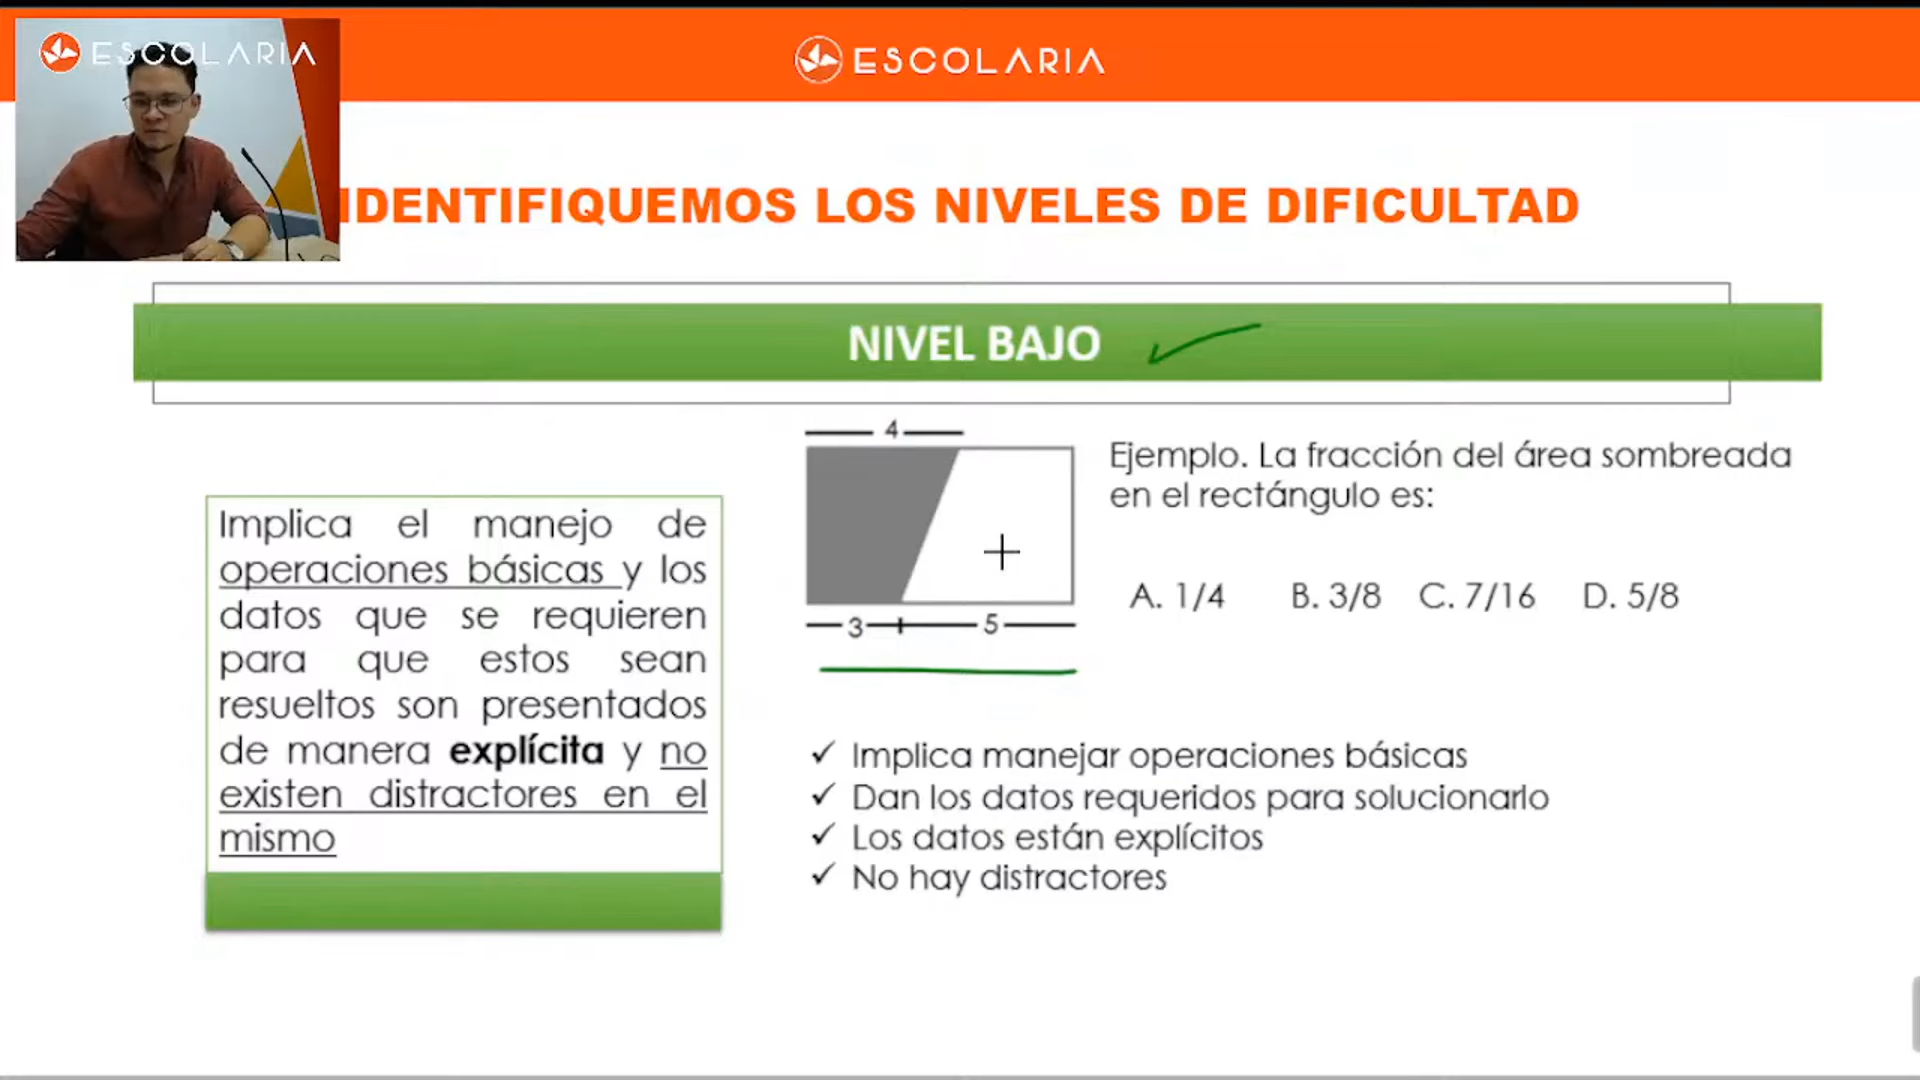 ESCOLARIA
ESCOLARIA
IDENTIFIQUEMOS LOS NIVELES DE DIFICULTAD
NIVEL BAJO
Implica el manejo de
operaciones básicas y los
datos que se requieren
para que estos sean
resueltos son presentados
de manera explícita y no
existen distractores en el
mismo
4
3
5
Ejemplo. La fracción del área sombreada
en el rectángulo es:
A. 1/4 B. 3/8 C. 7/16 D. 5/8
✓ Implica manejar operaciones básicas
✓ Dan los datos requeridos para solucionarlo
✓ Los datos están explícitos
✓ No hay distractores